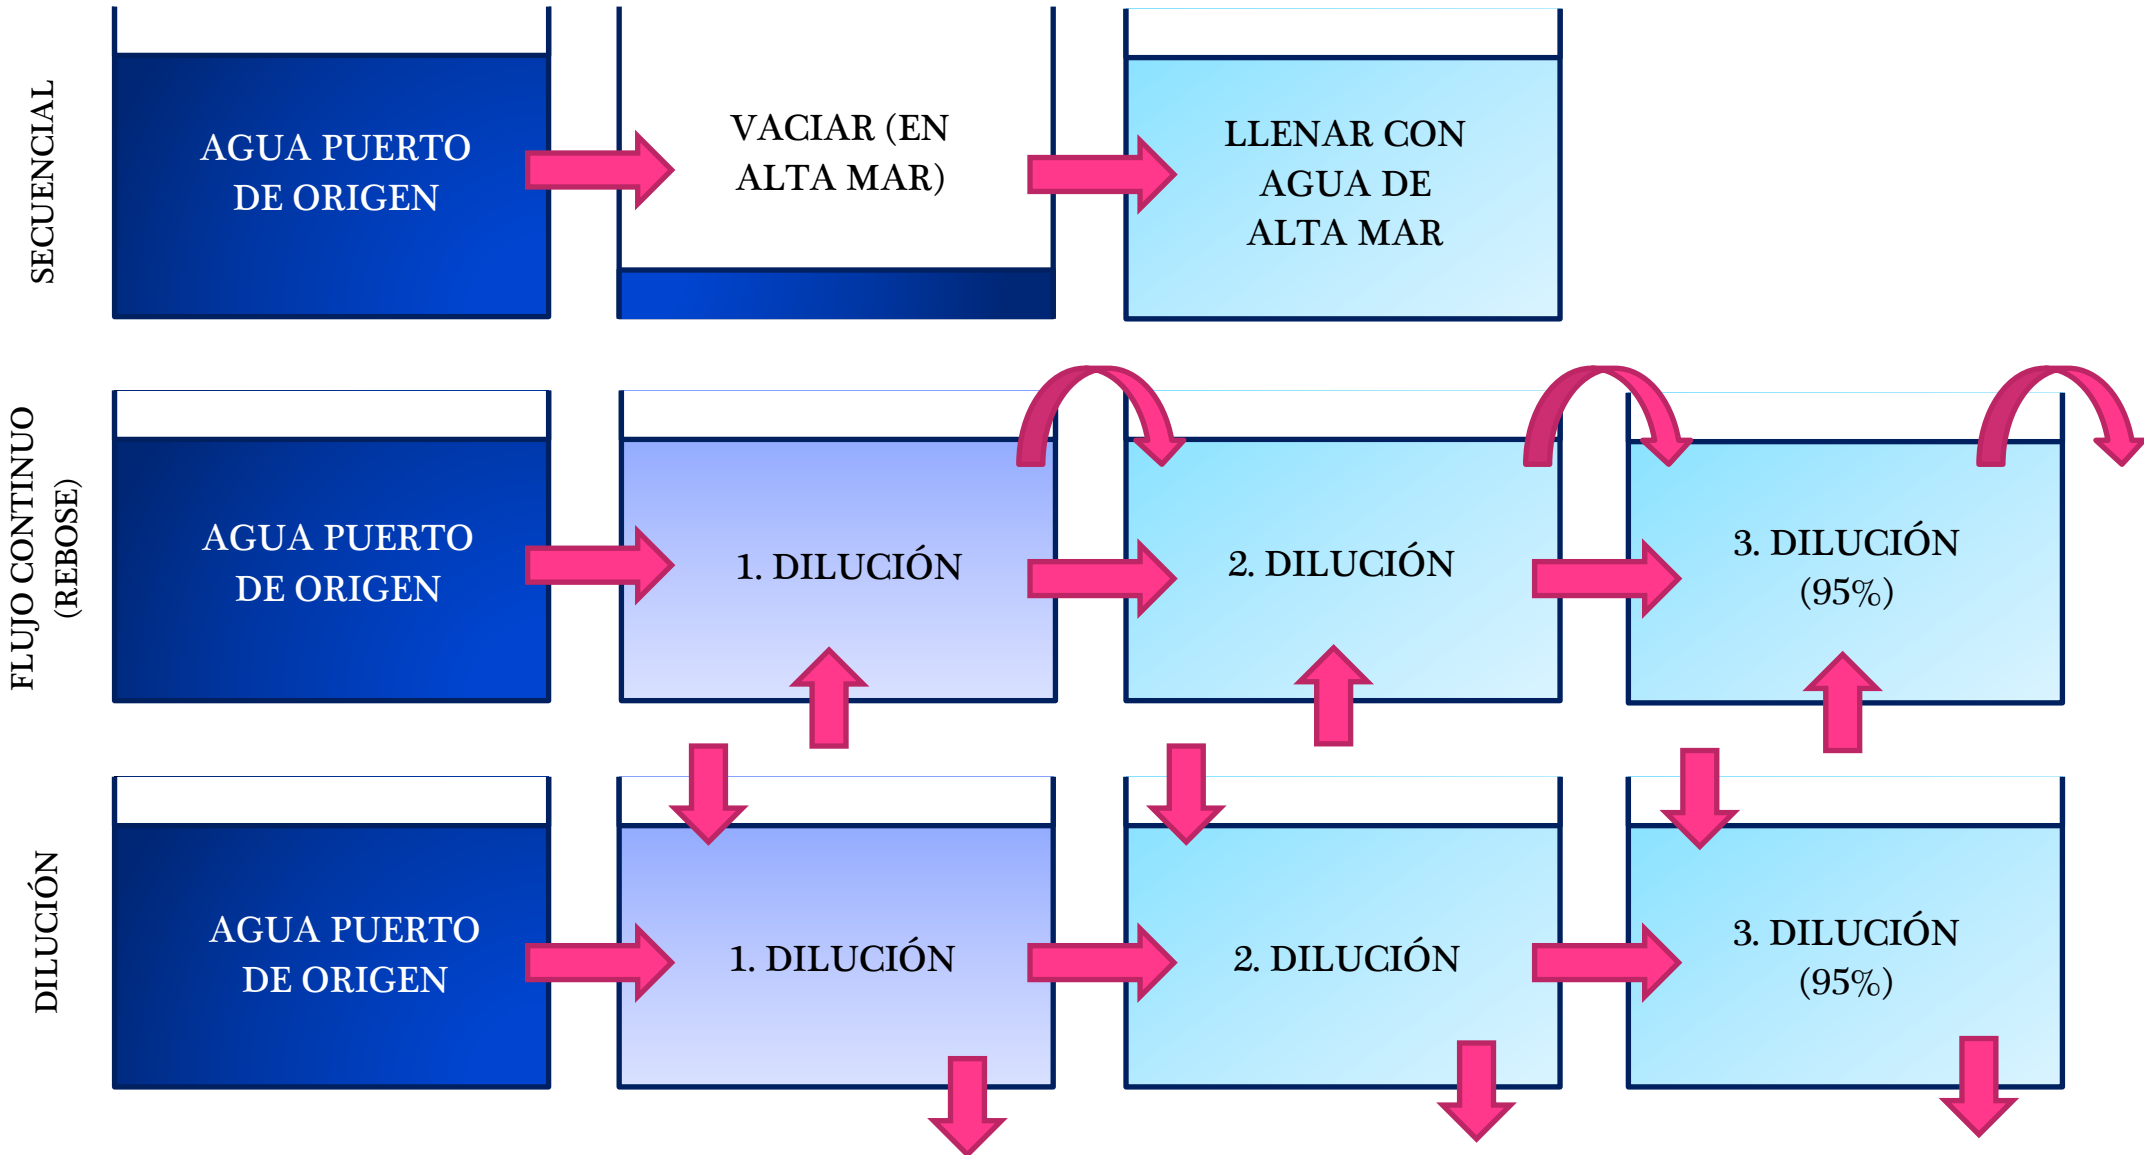 SECUENCIAL
AGUA PUERTO
DE ORIGEN
VACIAR (EN
ALTA MAR)
LLENAR CON
AGUA DE
ALTA MAR
FLUJO CONTINUO
(REBOSE)
AGUA PUERTO
DE ORIGEN
1. DILUCIÓN
2. DILUCIÓN
3. DILUCIÓN
(95%)
DILUCIÓN
AGUA PUERTO
DE ORIGEN
1. DILUCIÓN
2. DILUCIÓN
3. DILUCIÓN
(95%)